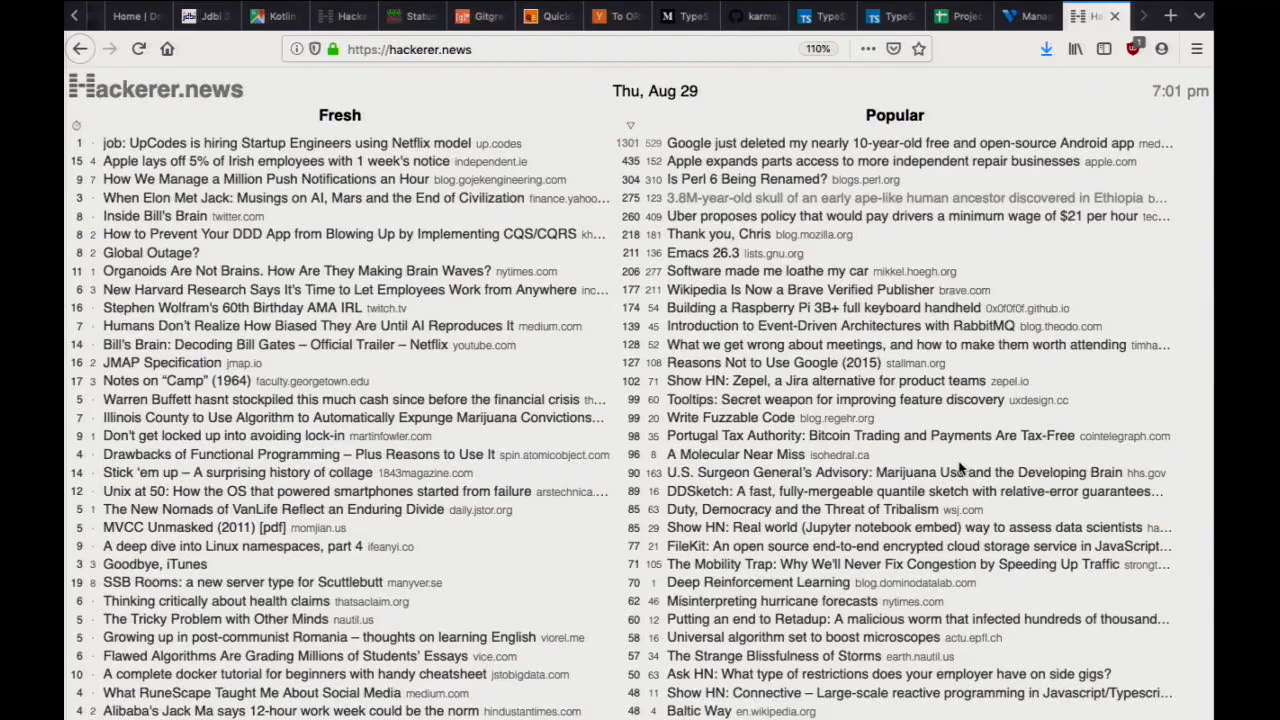 Home | D
Jdbi 3
Kotlin
Hacke
Status
Gitgre
Quick
To OR
TypeS
karma
TypeS
TypeS
Projec
Manag
Ha
https://hackerer.news
110%
1
Hackerer.news
Thu, Aug 29
7:01 pm
Fresh
1 · job: UpCodes is hiring Startup Engineers using Netflix model up.codes
15 4 Apple lays off 5% of Irish employees with 1 week's notice independent.ie
9 7 How We Manage a Million Push Notifications an Hour blog.gojekengineering.com
3 · When Elon Met Jack: Musings on AI, Mars and the End of Civilization finance.yahoo...
8 · Inside Bill's Brain twitter.com
8 2 How to Prevent Your DDD App from Blowing Up by Implementing CQS/CQRS kh...
8 2 Global Outage?
11 1 Organoids Are Not Brains. How Are They Making Brain Waves? nytimes.com
6 3 New Harvard Research Says It's Time to Let Employees Work from Anywhere inc...
16 · Stephen Wolfram's 60th Birthday AMA IRL twitch.tv
7 · Humans Don't Realize How Biased They Are Until AI Reproduces It medium.com
14 · Bill's Brain: Decoding Bill Gates – Official Trailer – Netflix youtube.com
16 2 JMAP Specification jmap.io
17 3 Notes on “Camp” (1964) faculty.georgetown.edu
5 · Warren Buffett hasnt stockpiled this much cash since before the financial crisis th...
7 · Illinois County to Use Algorithm to Automatically Expunge Marijuana Convictions...
9 1 Don't get locked up into avoiding lock-in martinfowler.com
4 · Drawbacks of Functional Programming – Plus Reasons to Use It spin.atomicobject.com
14 · Stick 'em up – A surprising history of collage 1843magazine.com
12 · Unix at 50: How the OS that powered smartphones started from failure arstechnica....
5 1 The New Nomads of VanLife Reflect an Enduring Divide daily.jstor.org
5 · MVCC Unmasked (2011) [pdf] momjian.us
9 · A deep dive into Linux namespaces, part 4 ifeanyi.co
3 3 Goodbye, iTunes
19 8 SSB Rooms: a new server type for Scuttlebutt manyver.se
6 · Thinking critically about health claims thatsaclaim.org
5 · The Tricky Problem with Other Minds nautil.us
5 · Growing up in post-communist Romania – thoughts on learning English viorel.me
6 · Flawed Algorithms Are Grading Millions of Students' Essays vice.com
10 · A complete docker tutorial for beginners with handy cheatsheet jstobigdata.com
4 · What RuneScape Taught Me About Social Media medium.com
4 2 Alibaba's Jack Ma says 12-hour work week could be the norm hindustantimes.com
Popular
1301 529 Google just deleted my nearly 10-year-old free and open-source Android app med...
435 152 Apple expands parts access to more independent repair businesses apple.com
304 310 Is Perl 6 Being Renamed? blogs.perl.org
275 123 3.8M-year-old skull of an early ape-like human ancestor discovered in Ethiopia b...
260 409 Uber proposes policy that would pay drivers a minimum wage of $21 per hour tec...
218 181 Thank you, Chris blog.mozilla.org
211 136 Emacs 26.3 lists.gnu.org
206 277 Software made me loathe my car mikkel.hoegh.org
177 211 Wikipedia Is Now a Brave Verified Publisher brave.com
174 54 Building a Raspberry Pi 3B+ full keyboard handheld 0x0f0f0f.github.io
139 45 Introduction to Event-Driven Architectures with RabbitMQ blog.theodo.com
128 52 What we get wrong about meetings, and how to make them worth attending timha...
127 108 Reasons Not to Use Google (2015) stallman.org
102 71 Show HN: Zepel, a Jira alternative for product teams zepel.io
99 60 Tooltips: Secret weapon for improving feature discovery uxdesign.cc
99 20 Write Fuzzable Code blog.regehr.org
98 35 Portugal Tax Authority: Bitcoin Trading and Payments Are Tax-Free cointelegraph.com
96 8 A Molecular Near Miss isohedral.ca
90 163 U.S. Surgeon General's Advisory: Marijuana Use and the Developing Brain hhs.gov
89 16 DDSketch: A fast, fully-mergeable quantile sketch with relative-error guarantees...
85 63 Duty, Democracy and the Threat of Tribalism wsj.com
85 29 Show HN: Real world (Jupyter notebook embed) way to assess data scientists ha...
77 21 FileKit: An open source end-to-end encrypted cloud storage service in JavaScript...
71 105 The Mobility Trap: Why We'll Never Fix Congestion by Speeding Up Traffic strongt...
70 1 Deep Reinforcement Learning blog.dominodatalab.com
62 46 Misinterpreting hurricane forecasts nytimes.com
60 12 Putting an end to Retadup: A malicious worm that infected hundreds of thousand...
58 16 Universal algorithm set to boost microscopes actu.epfl.ch
57 34 The Strange Blissfulness of Storms earth.nautil.us
50 63 Ask HN: What type of restrictions does your employer have on side gigs?
48 11 Show HN: Connective – Large-scale reactive programming in Javascript/Typescri...
48 4 Baltic Way en.wikipedia.org